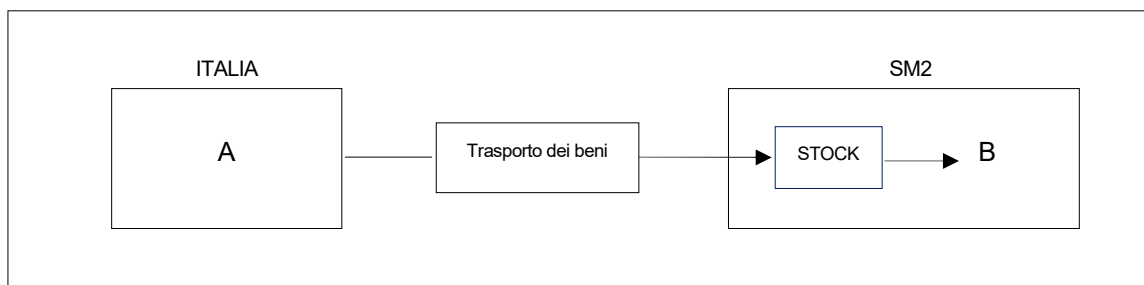 ITALIA
SM2
A
Trasporto dei beni
STOCK
B